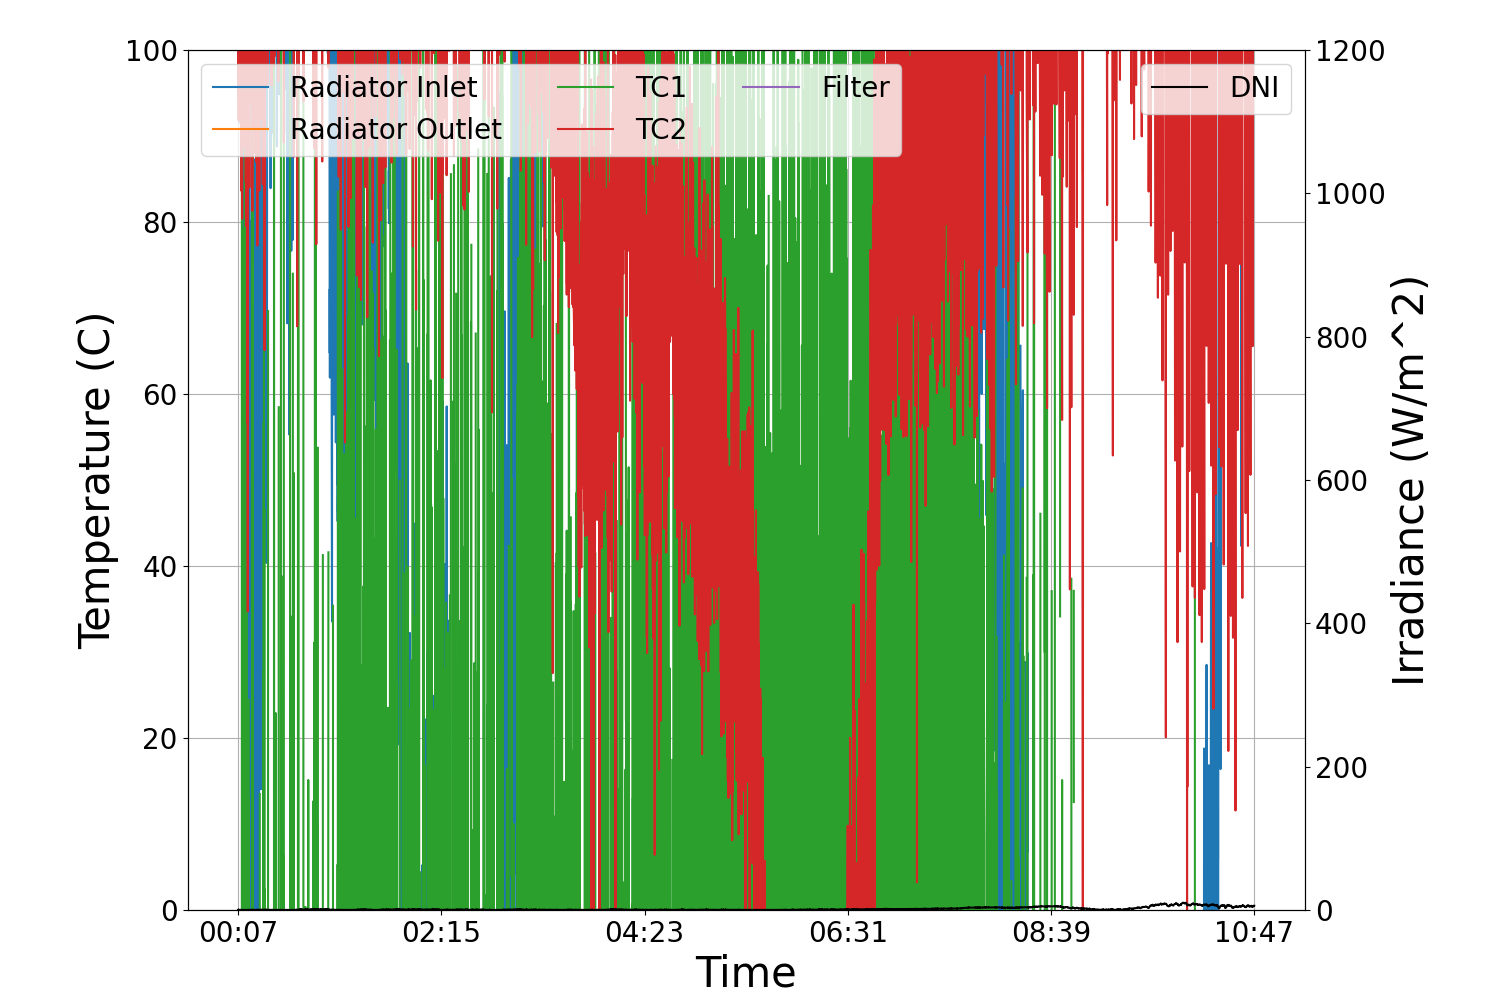 100
80
60
40
20
0
Temperature (C)
Radiator Inlet
Radiator Outlet
TC1
TC2
Filter
DNI
1200
1000
800
600
400
200
0
Irradiance (W/m^2)
00:07 02:15 04:23 06:31 08:39 10:47
Time